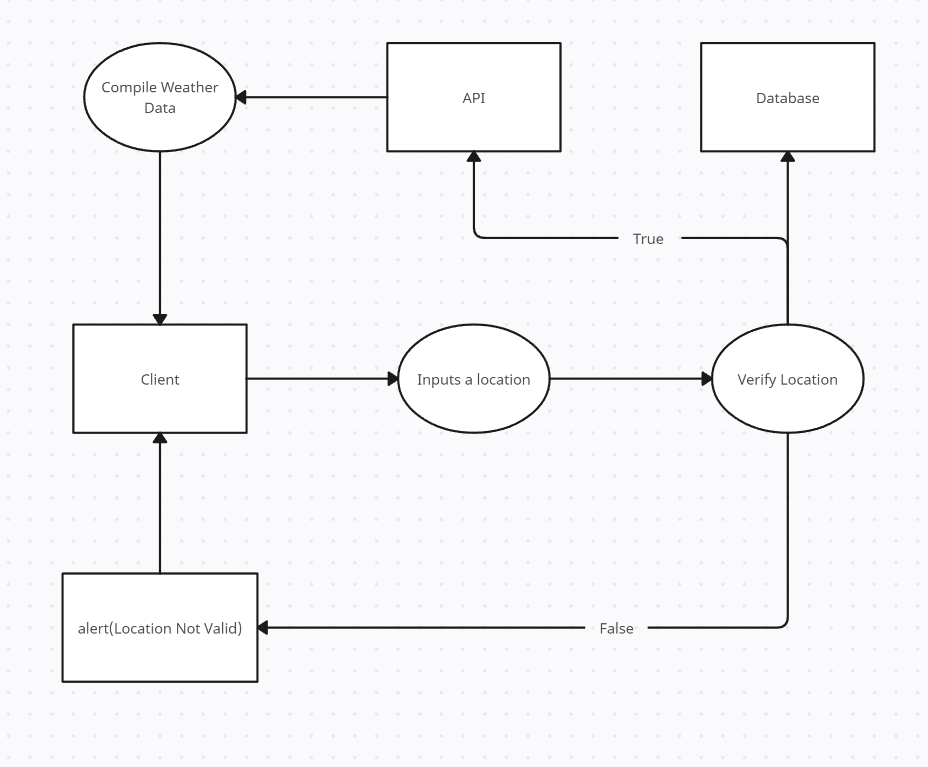 Compile Weather
Data
API
Database
True
Client
Inputs a location
Verify Location
alert(Location Not Valid)
False